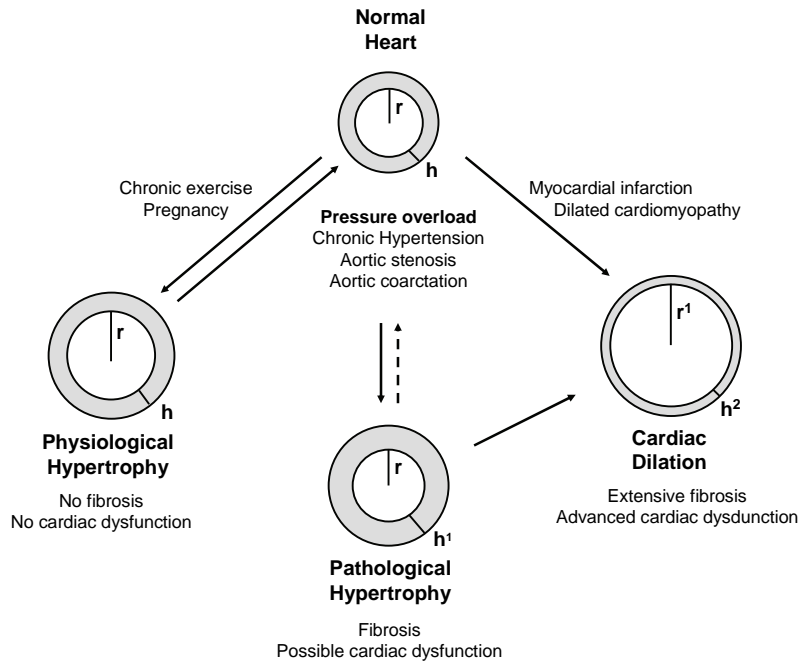 Normal
Heart
r
h
Chronic exercise
Pregnancy
Pressure overload
Chronic Hypertension
Aortic stenosis
Aortic coarctation
Myocardial infarction
Dilated cardiomyopathy
r
h
Physiological
Hypertrophy
No fibrosis
No cardiac dysfunction
r
h¹
Pathological
Hypertrophy
Fibrosis
Possible cardiac dysfunction
r¹
h²
Cardiac
Dilation
Extensive fibrosis
Advanced cardiac dysdunction